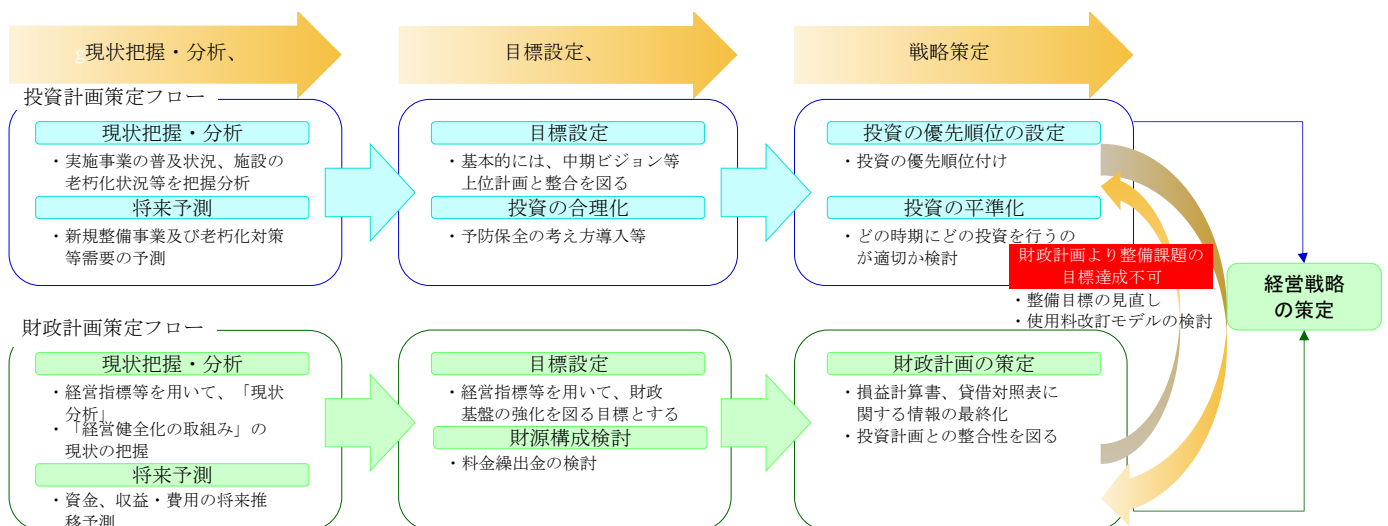 g現状把握・分析、
目標設定、
戦略策定
投資計画策定フロー
現状把握・分析
・実施事業の普及状況、施設の
老朽化状況等を把握分析
将来予測
・新規整備事業及び老朽化対策
等需要の予測
目標設定
・基本的には、中期ビジョン等
上位計画と整合を図る
投資の合理化
・予防保全の考え方導入等
投資の優先順位の設定
・投資の優先順位付け
投資の平準化
・どの時期にどの投資を行うの
が適切か検討
財政計画より整備課題の
目標達成不可
・整備目標の見直し
・使用料改訂モデルの検討
経営戦略
の策定
財政計画策定フロー
現状把握・分析
・経営指標等を用いて、「現状
分析」
・「経営健全化の取組み」の
現状の把握
将来予測
・資金、収益・費用の将来推
移予測
目標設定
・経営指標等を用いて、財政
基盤の強化を図る目標とする
財源構成検討
・料金繰出金の検討
財政計画の策定
・損益計算書、貸借対照表に
関する情報の最終化
・投資計画との整合性を図る